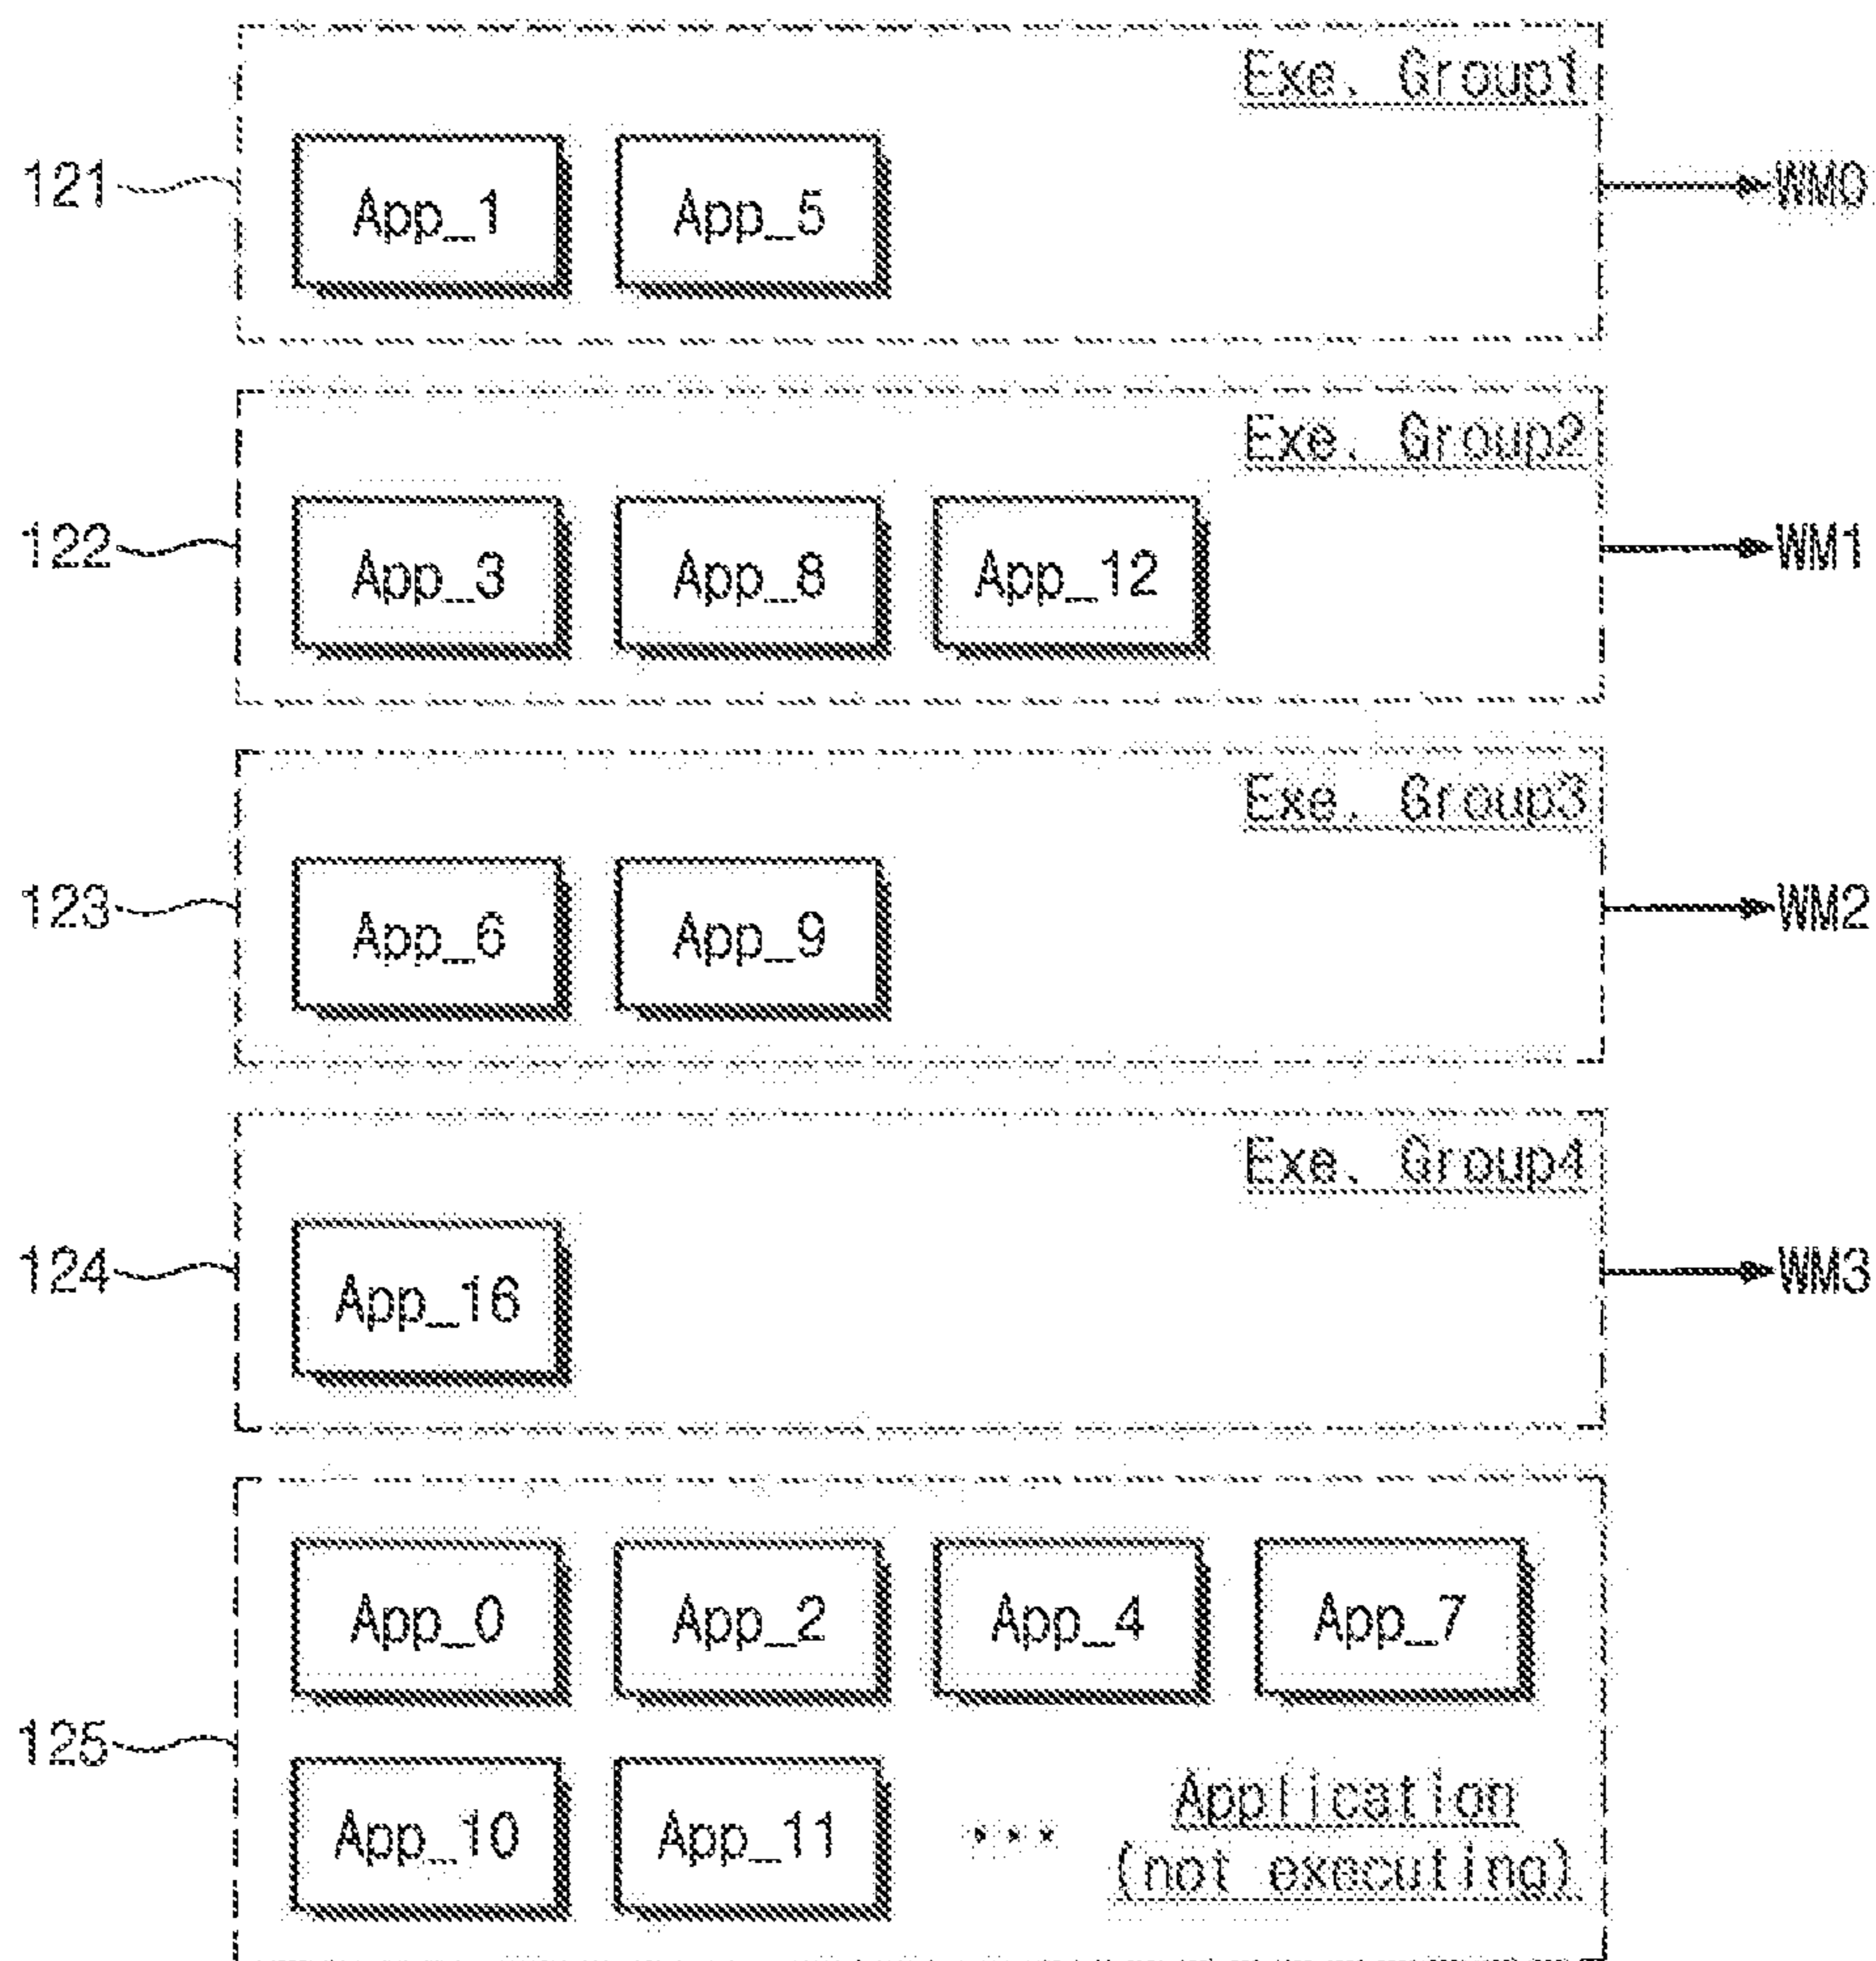 Exe. Group1
121
App_1 App_5
WM0
Exe. Group2
122
App_3 App_8 App_12
WM1
Exe. Group3
123
App_6 App_9
WM2
Exe. Group4
124
App_16
WM3
App_0 App_2 App_4 App_7
125
App_10 App_11 ... Application
(not executing)